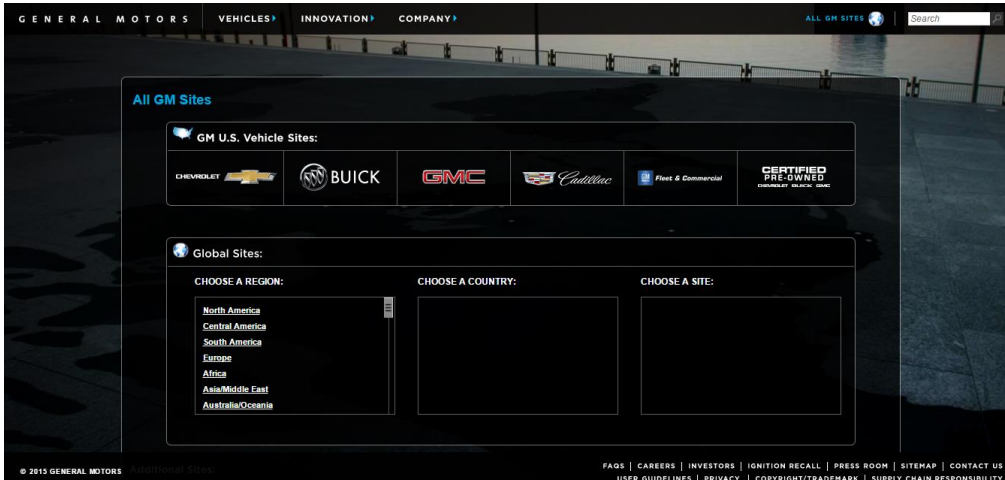 GENERAL MOTORS VEHICLES INNOVATION COMPANY ALL GM SITES Search
All GM Sites
GM U.S. Vehicle Sites:
CHEVROLET BUICK GMC Cadillac GM Fleet & Commercial CERTIFIED
PRE-OWNED
CHEVROLET BUICK GMC
Global Sites:
CHOOSE A REGION: CHOOSE A COUNTRY: CHOOSE A SITE:
North America
Central America
South America
Europe
Africa
Asia/Middle East
Australia/Oceania
Additional Sites:
© 2015 GENERAL MOTORS FAQS | CAREERS | INVESTORS | IGNITION RECALL | PRESS ROOM | SITEMAP | CONTACT US
USER GUIDELINES | PRIVACY | COPYRIGHT/TRADEMARK | SUPPLY CHAIN RESPONSIBILITY